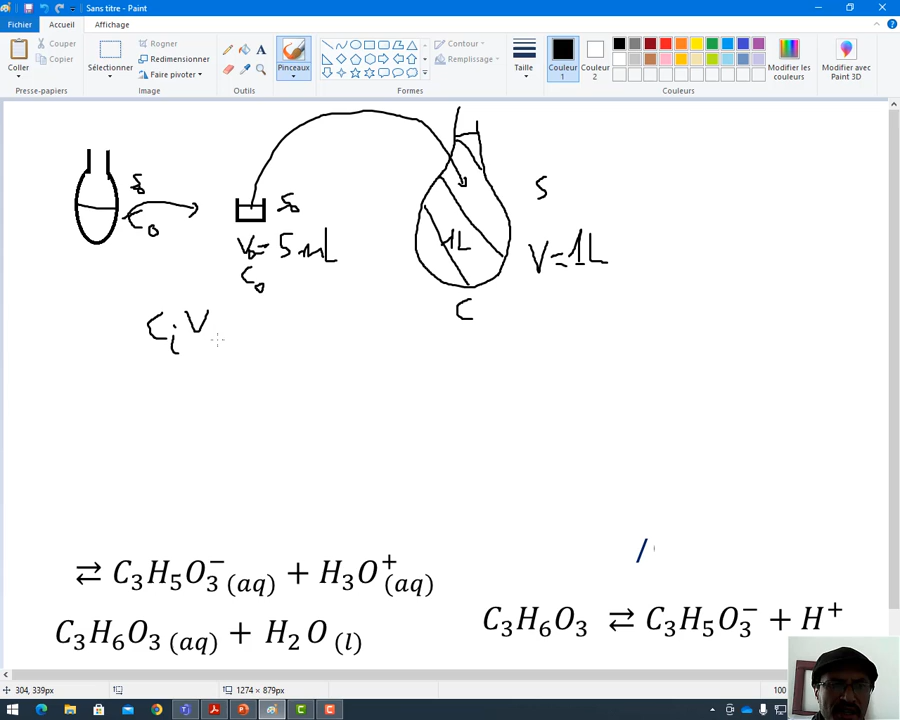 Sans titre - Paint
Fichier Accueil Affichage
Coller
Couper
Copier
Presse-papiers
Sélectionner
Rogner
Redimensionner
Faire pivoter
Image
Outils
Pinceaux
Contour
Remplissage
Formes
Taille
Couleur 1
Couleur 2
Couleurs
Modifier les couleurs
Modifier avec Paint 3D
S₀
C₀
S₀
V₀ = 5 mL
C₀
1L
S
V = 1L
C
CᵢV
⇄ C₃H₅O₃⁻ (aq) + H₃O⁺ (aq)
C₃H₆O₃ (aq) + H₂O (l)
/
C₃H₆O₃ ⇄ C₃H₅O₃⁻ + H⁺
304, 339px
1274 × 879px
100